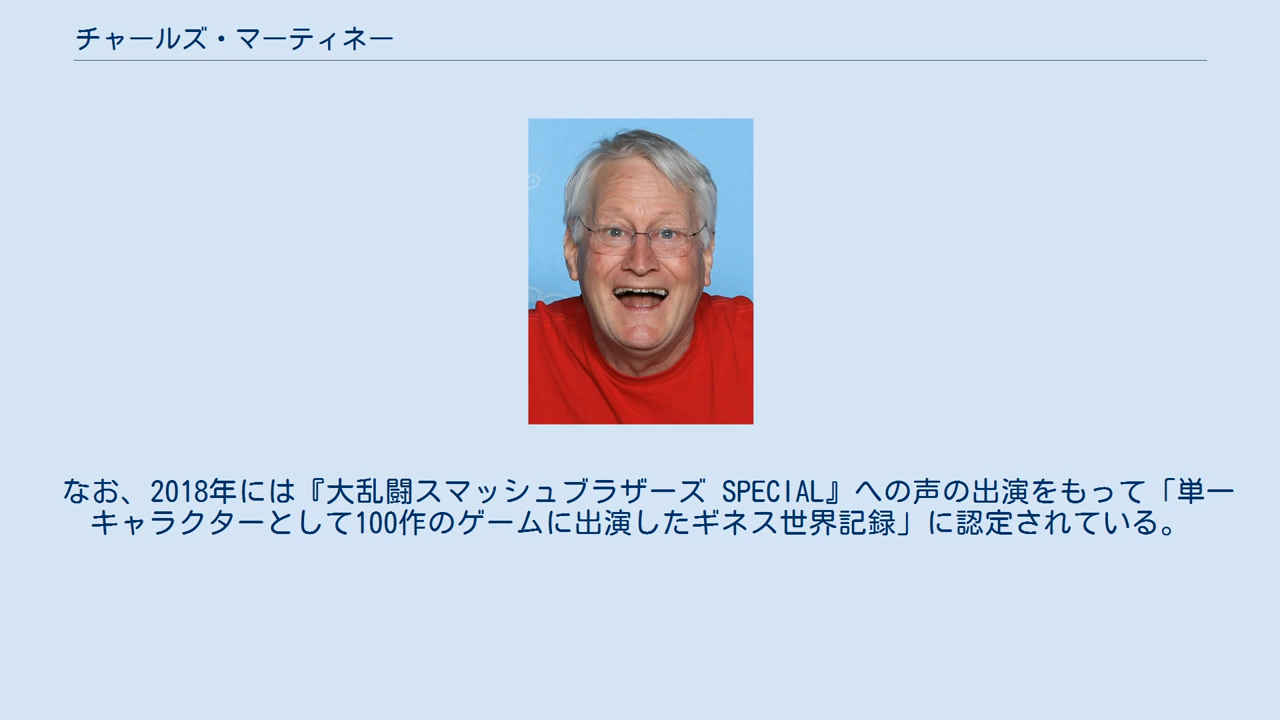 チャールズ・マーティネー
なお、2018年には『大乱闘スマッシュブラザーズ SPECIAL』への声の出演をもって「単一
キャラクターとして100作のゲームに出演したギネス世界記録」に認定されている。